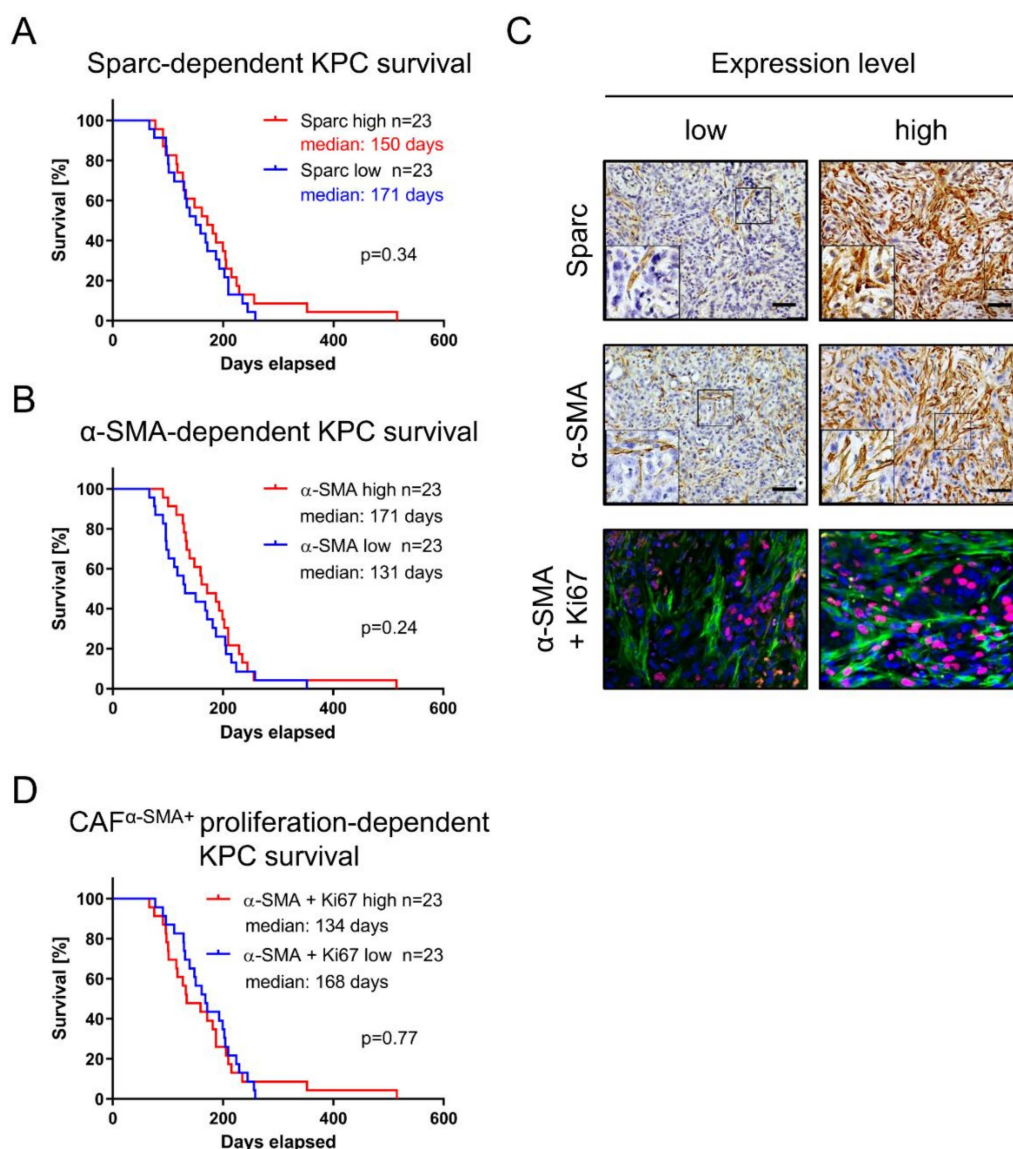 A
Sparc-dependent KPC survival
Survival [%]
100
80
60
40
20
0
0 200 400 600
Days elapsed
Sparc high n=23
median: 150 days
Sparc low n=23
median: 171 days
p=0.34
B
α-SMA-dependent KPC survival
Survival [%]
100
80
60
40
20
0
0 200 400 600
Days elapsed
α-SMA high n=23
median: 171 days
α-SMA low n=23
median: 131 days
p=0.24
C
Expression level
low high
Sparc
α-SMA
α-SMA
+ Ki67
D
CAFα-SMA+ proliferation-dependent
KPC survival
Survival [%]
100
80
60
40
20
0
0 200 400 600
Days elapsed
α-SMA + Ki67 high n=23
median: 134 days
α-SMA + Ki67 low n=23
median: 168 days
p=0.77